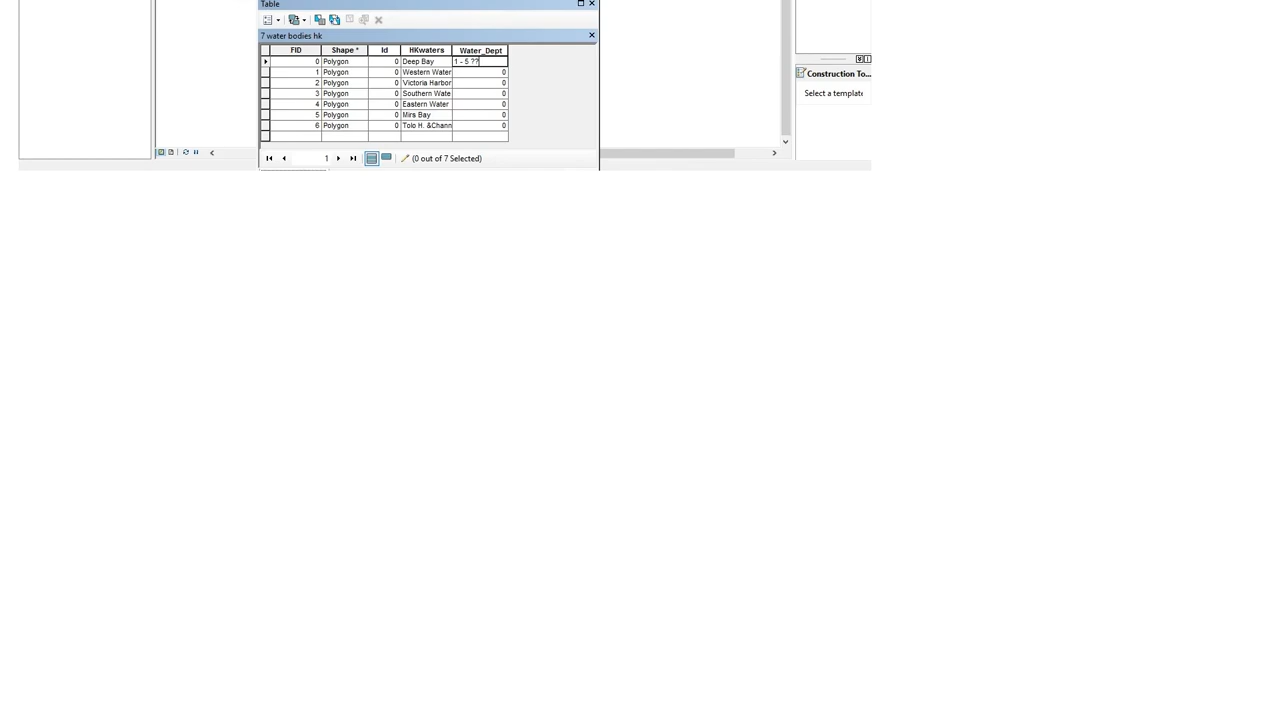 Table
7 water bodies hk
FID Shape * Id HKwaters Water_Dept
0 Polygon 0 Deep Bay 1 - 5 ??
1 Polygon 0 Western Water 0
2 Polygon 0 Victoria Harbor 0
3 Polygon 0 Southern Wate 0
4 Polygon 0 Eastern Water 0
5 Polygon 0 Mirs Bay 0
6 Polygon 0 Tolo H. &Chann 0
1 (0 out of 7 Selected)
Construction To...
Select a template